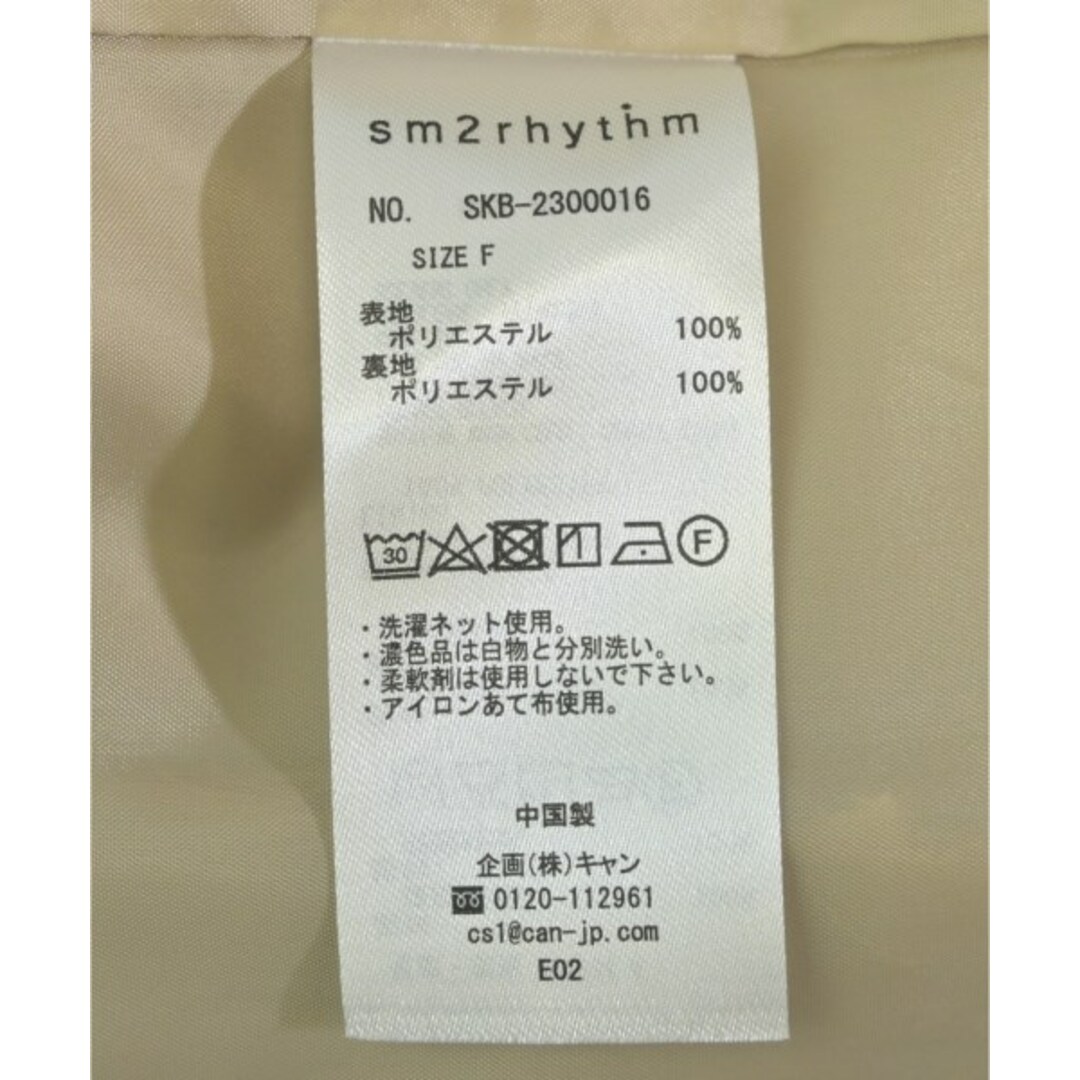 sm2rhythm
NO. SKB-2300016
SIZE F
表地
ポリエステル 100%
裏地
ポリエステル 100%
30 F
・洗濯ネット使用。
・濃色品は白物と分別洗い。
・柔軟剤は使用しないで下さい。
・アイロンあて布使用。
中国製
企画(株)キャン
0120-112961
cs1@can-jp.com
E02